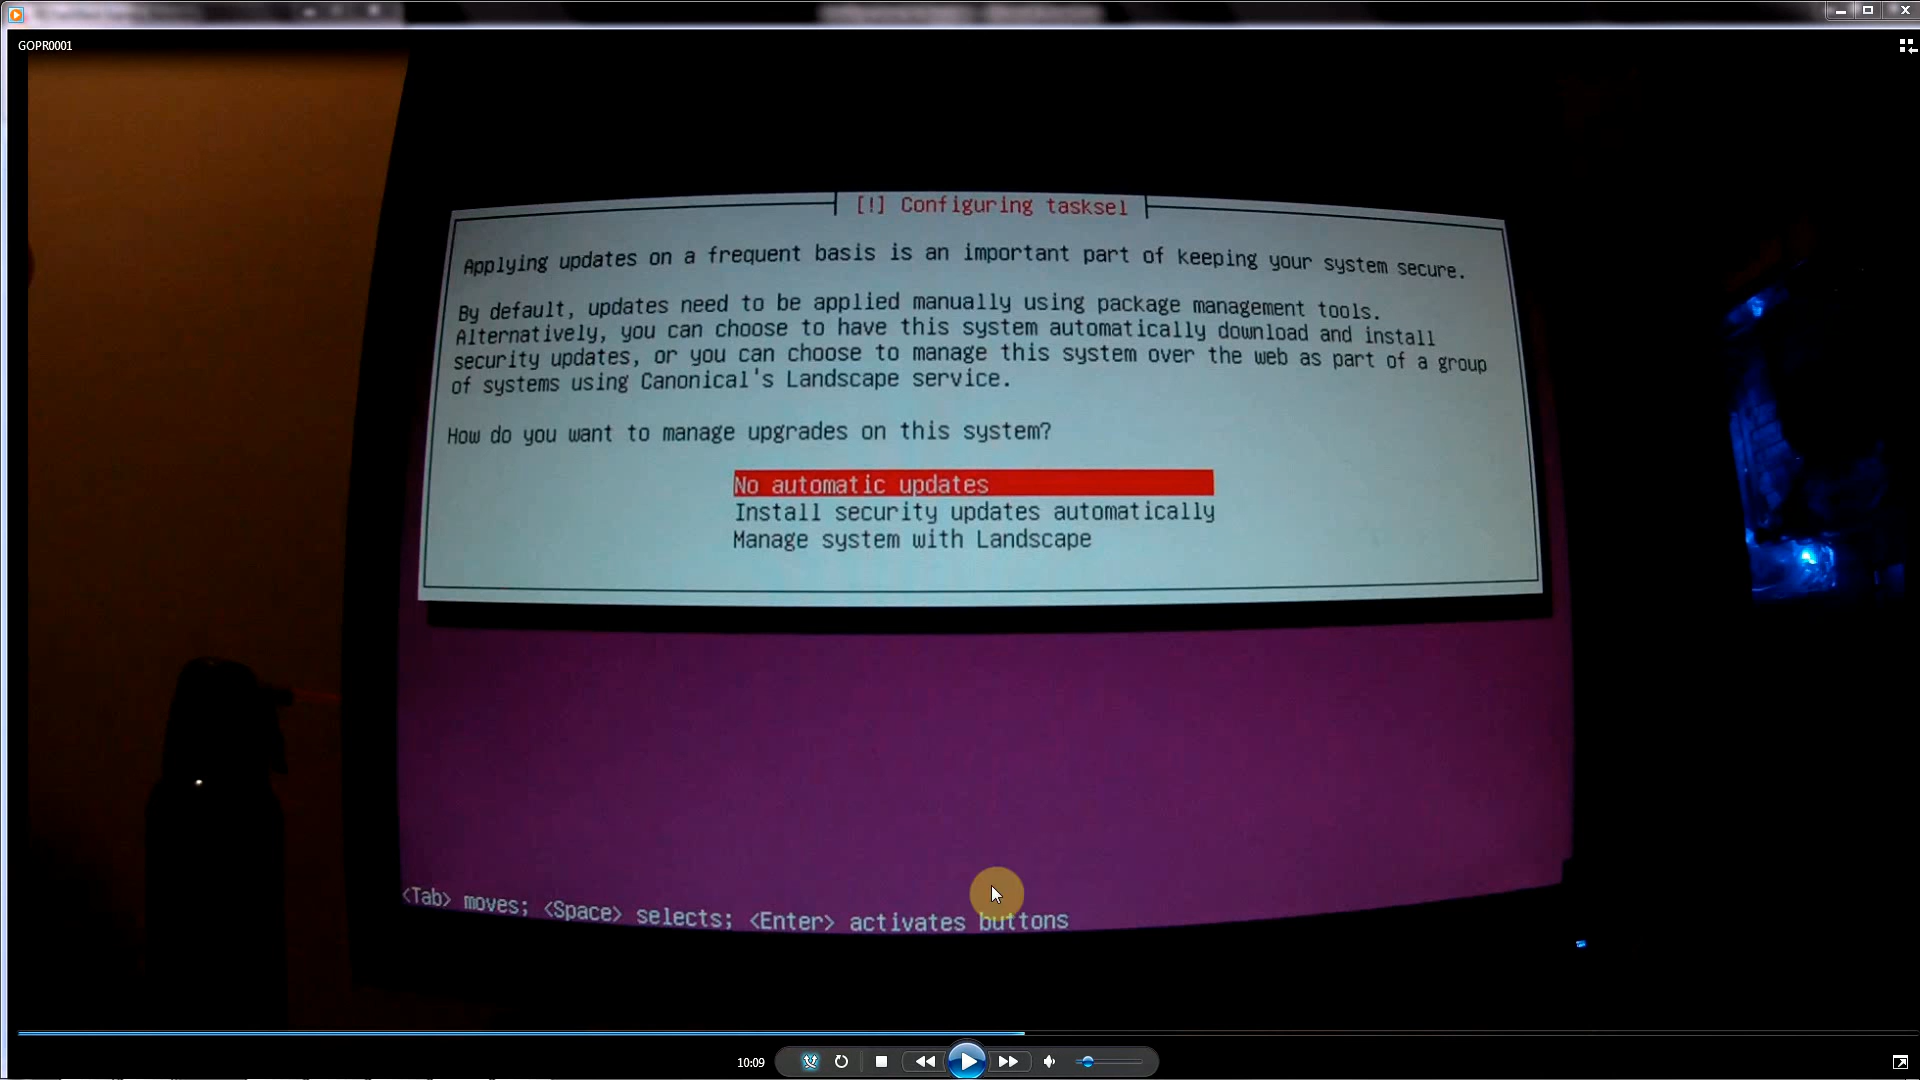 GOPR0001
[!] Configuring tasksel
Applying updates on a frequent basis is an important part of keeping your system secure.
By default, updates need to be applied manually using package management tools.
Alternatively, you can choose to have this system automatically download and install
security updates, or you can choose to manage this system over the web as part of a group
of systems using Canonical's Landscape service.
How do you want to manage upgrades on this system?
No automatic updates
Install security updates automatically
Manage system with Landscape
<Tab> moves; <Space> selects; <Enter> activates buttons
10:09